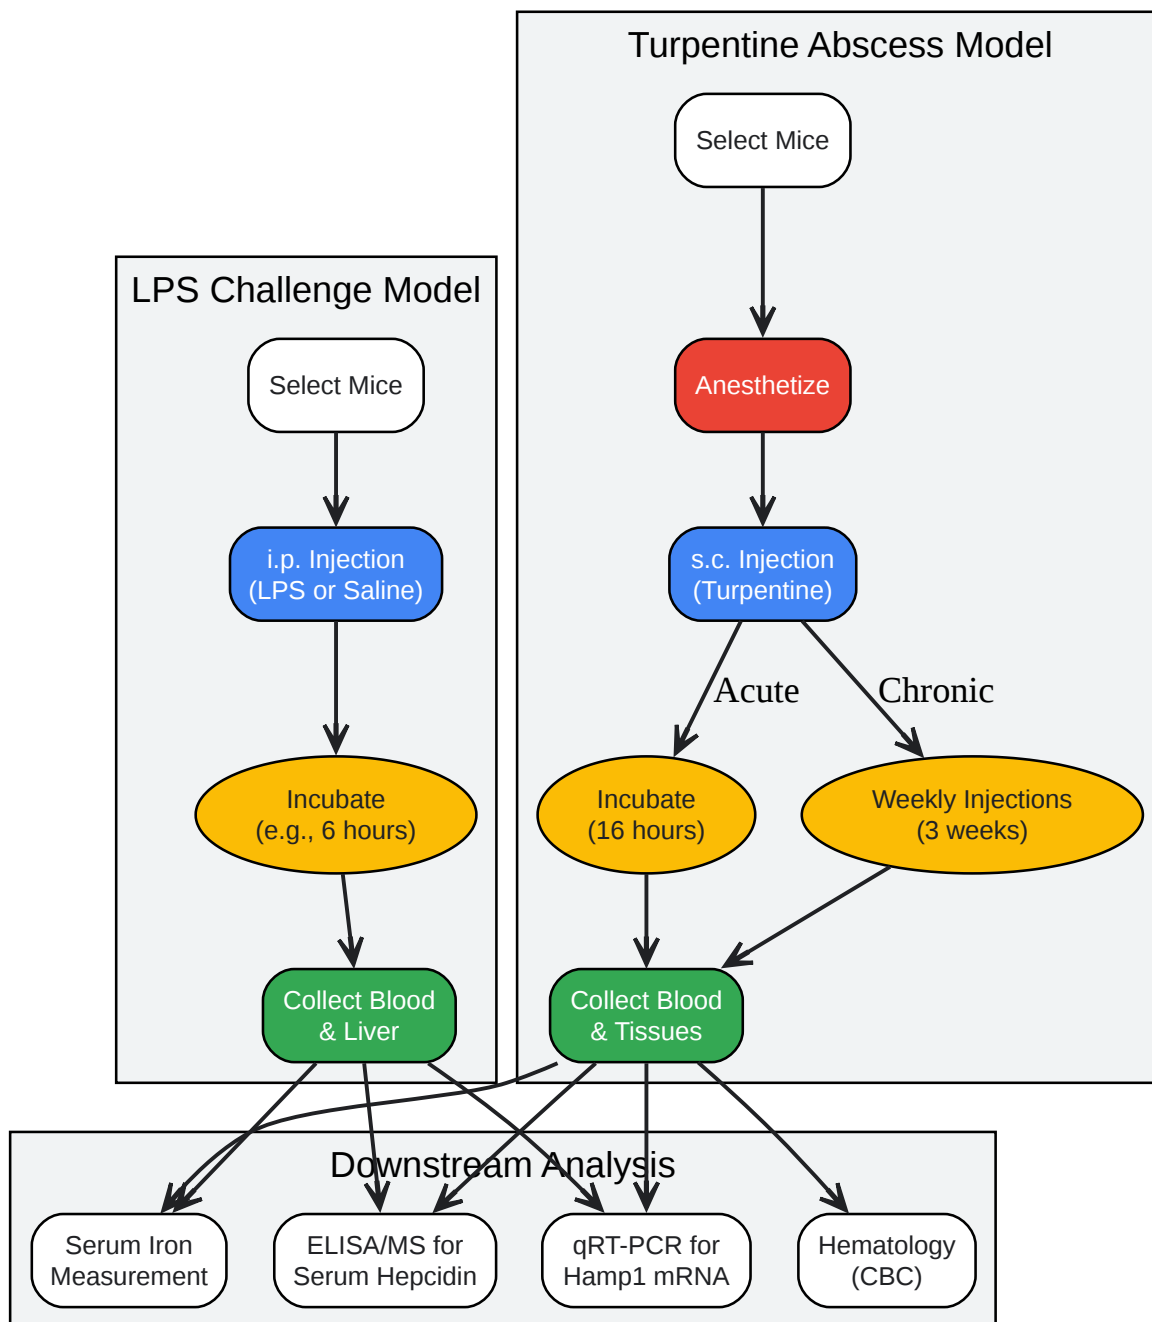 Turpentine Abscess Model
Select Mice
LPS Challenge Model
Select Mice
Anesthetize
i.p. Injection
(LPS or Saline)
s.c. Injection
(Turpentine)
Acute
Chronic
Incubate
(e.g., 6 hours)
Incubate
(16 hours)
Weekly Injections
(3 weeks)
Collect Blood
& Liver
Collect Blood
& Tissues
Downstream Analysis
Serum Iron
Measurement
ELISA/MS for
Serum Hepcidin
qRT-PCR for
Hamp1 mRNA
Hematology
(CBC)